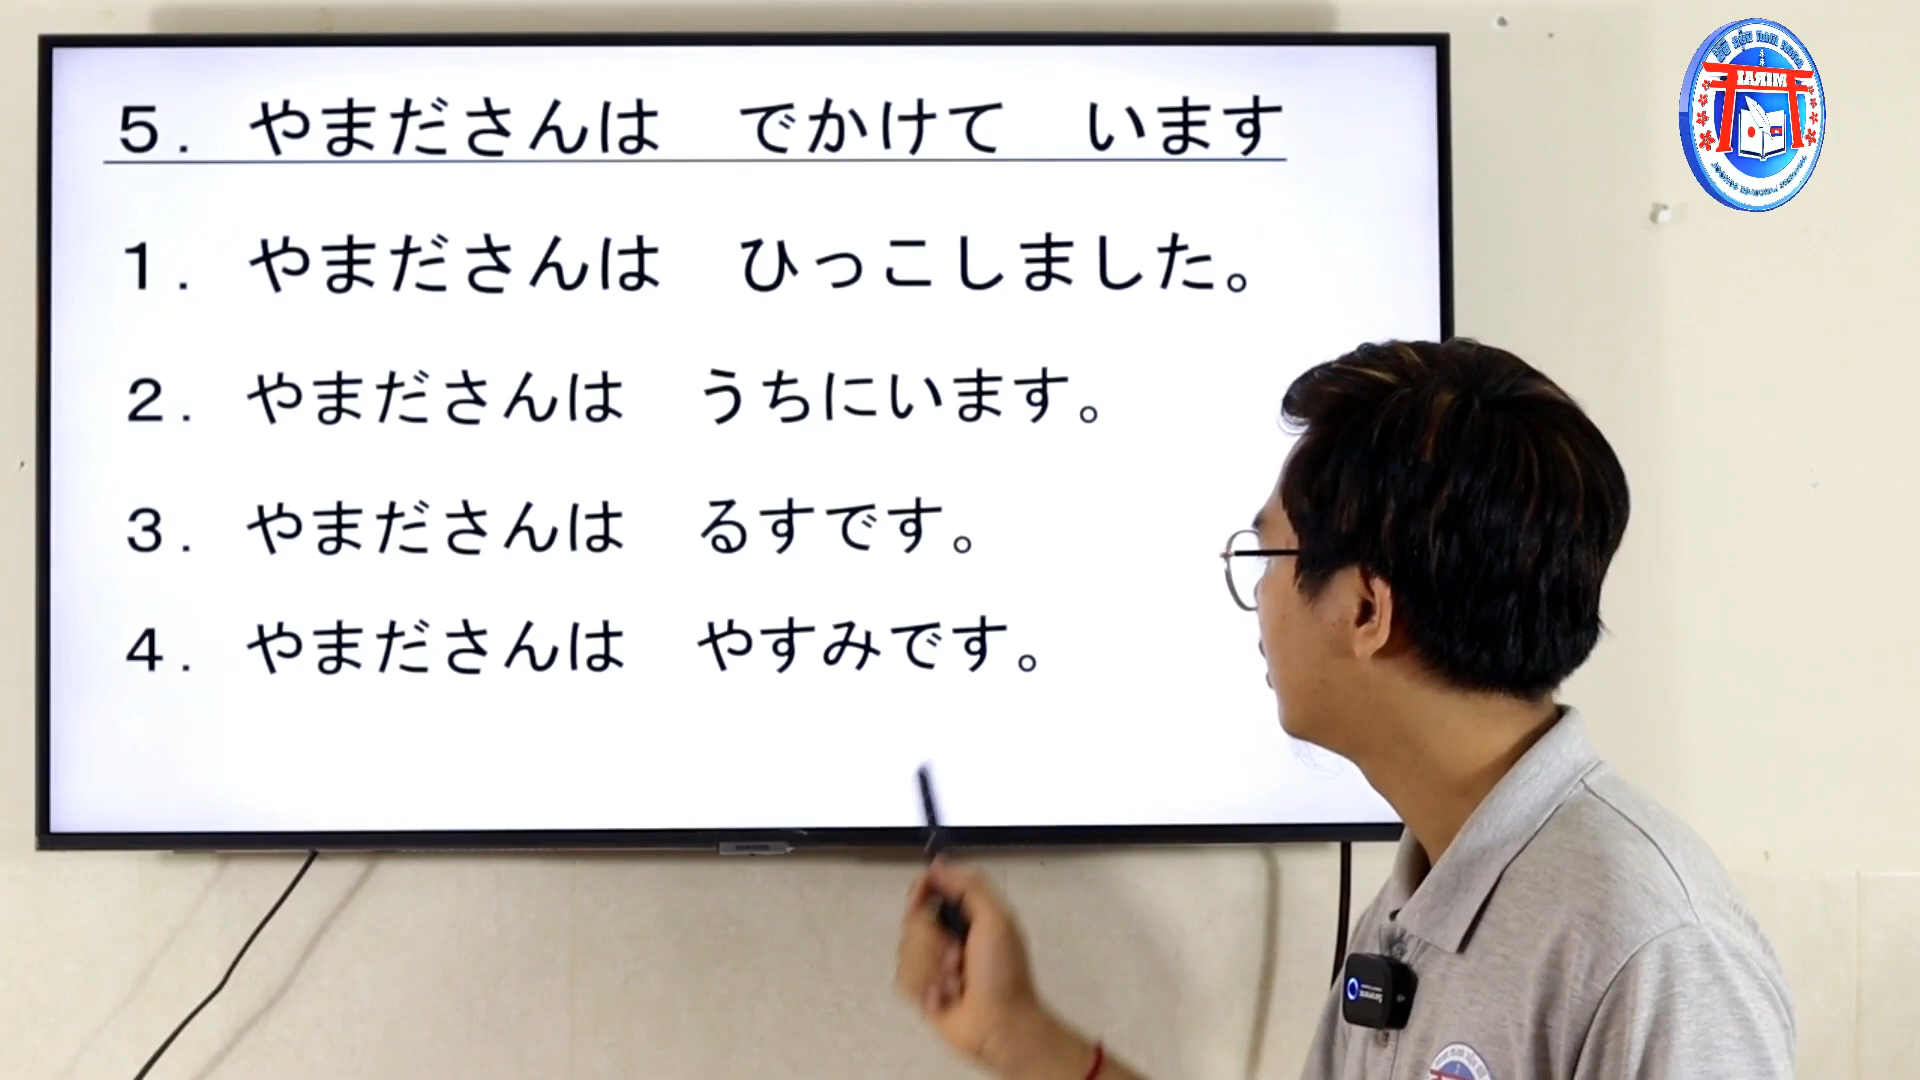 5. やまださんは でかけて います
1. やまださんは ひっこしました。
2. やまださんは うちにいます。
3. やまださんは るすです。
4. やまださんは やすみです。
MIRAI
SAMSUNG